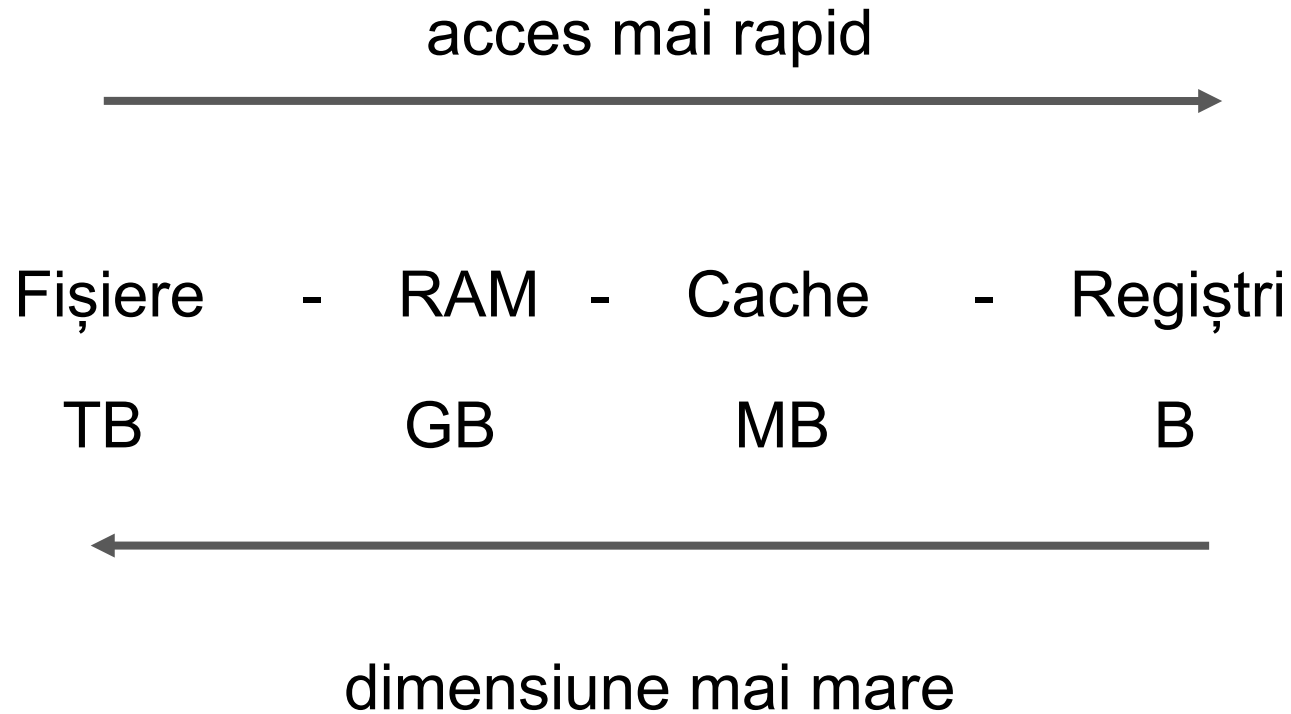 acces mai rapid
Fișiere - RAM - Cache - Regiștri
TB GB MB B
dimensiune mai mare